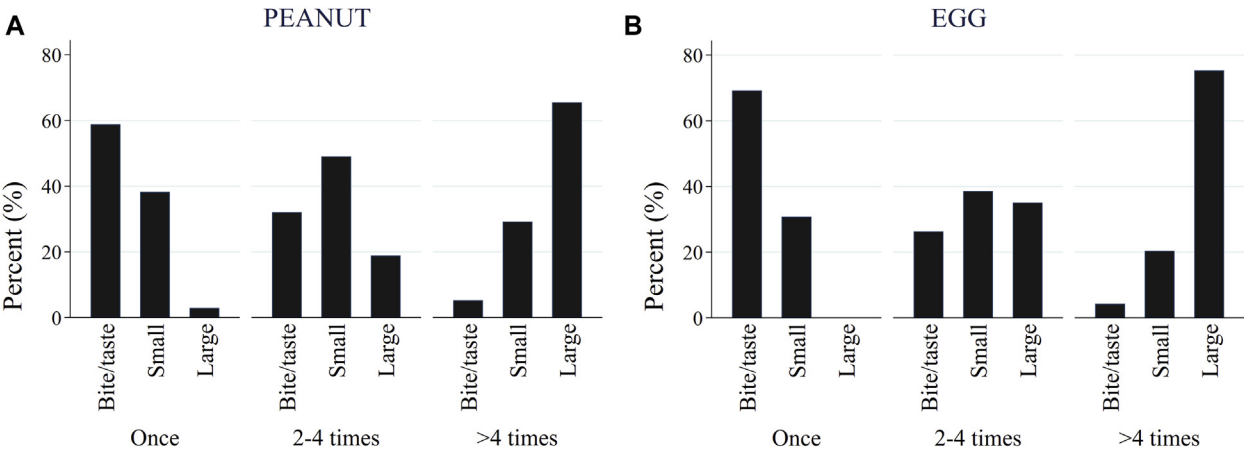 A
PEANUT
Percent (%)
80
60
40
20
0
Bite/taste
Small
Large
Bite/taste
Small
Large
Bite/taste
Small
Large
Once
2-4 times
>4 times
B
EGG
Percent (%)
80
60
40
20
0
Bite/taste
Small
Large
Bite/taste
Small
Large
Bite/taste
Small
Large
Once
2-4 times
>4 times